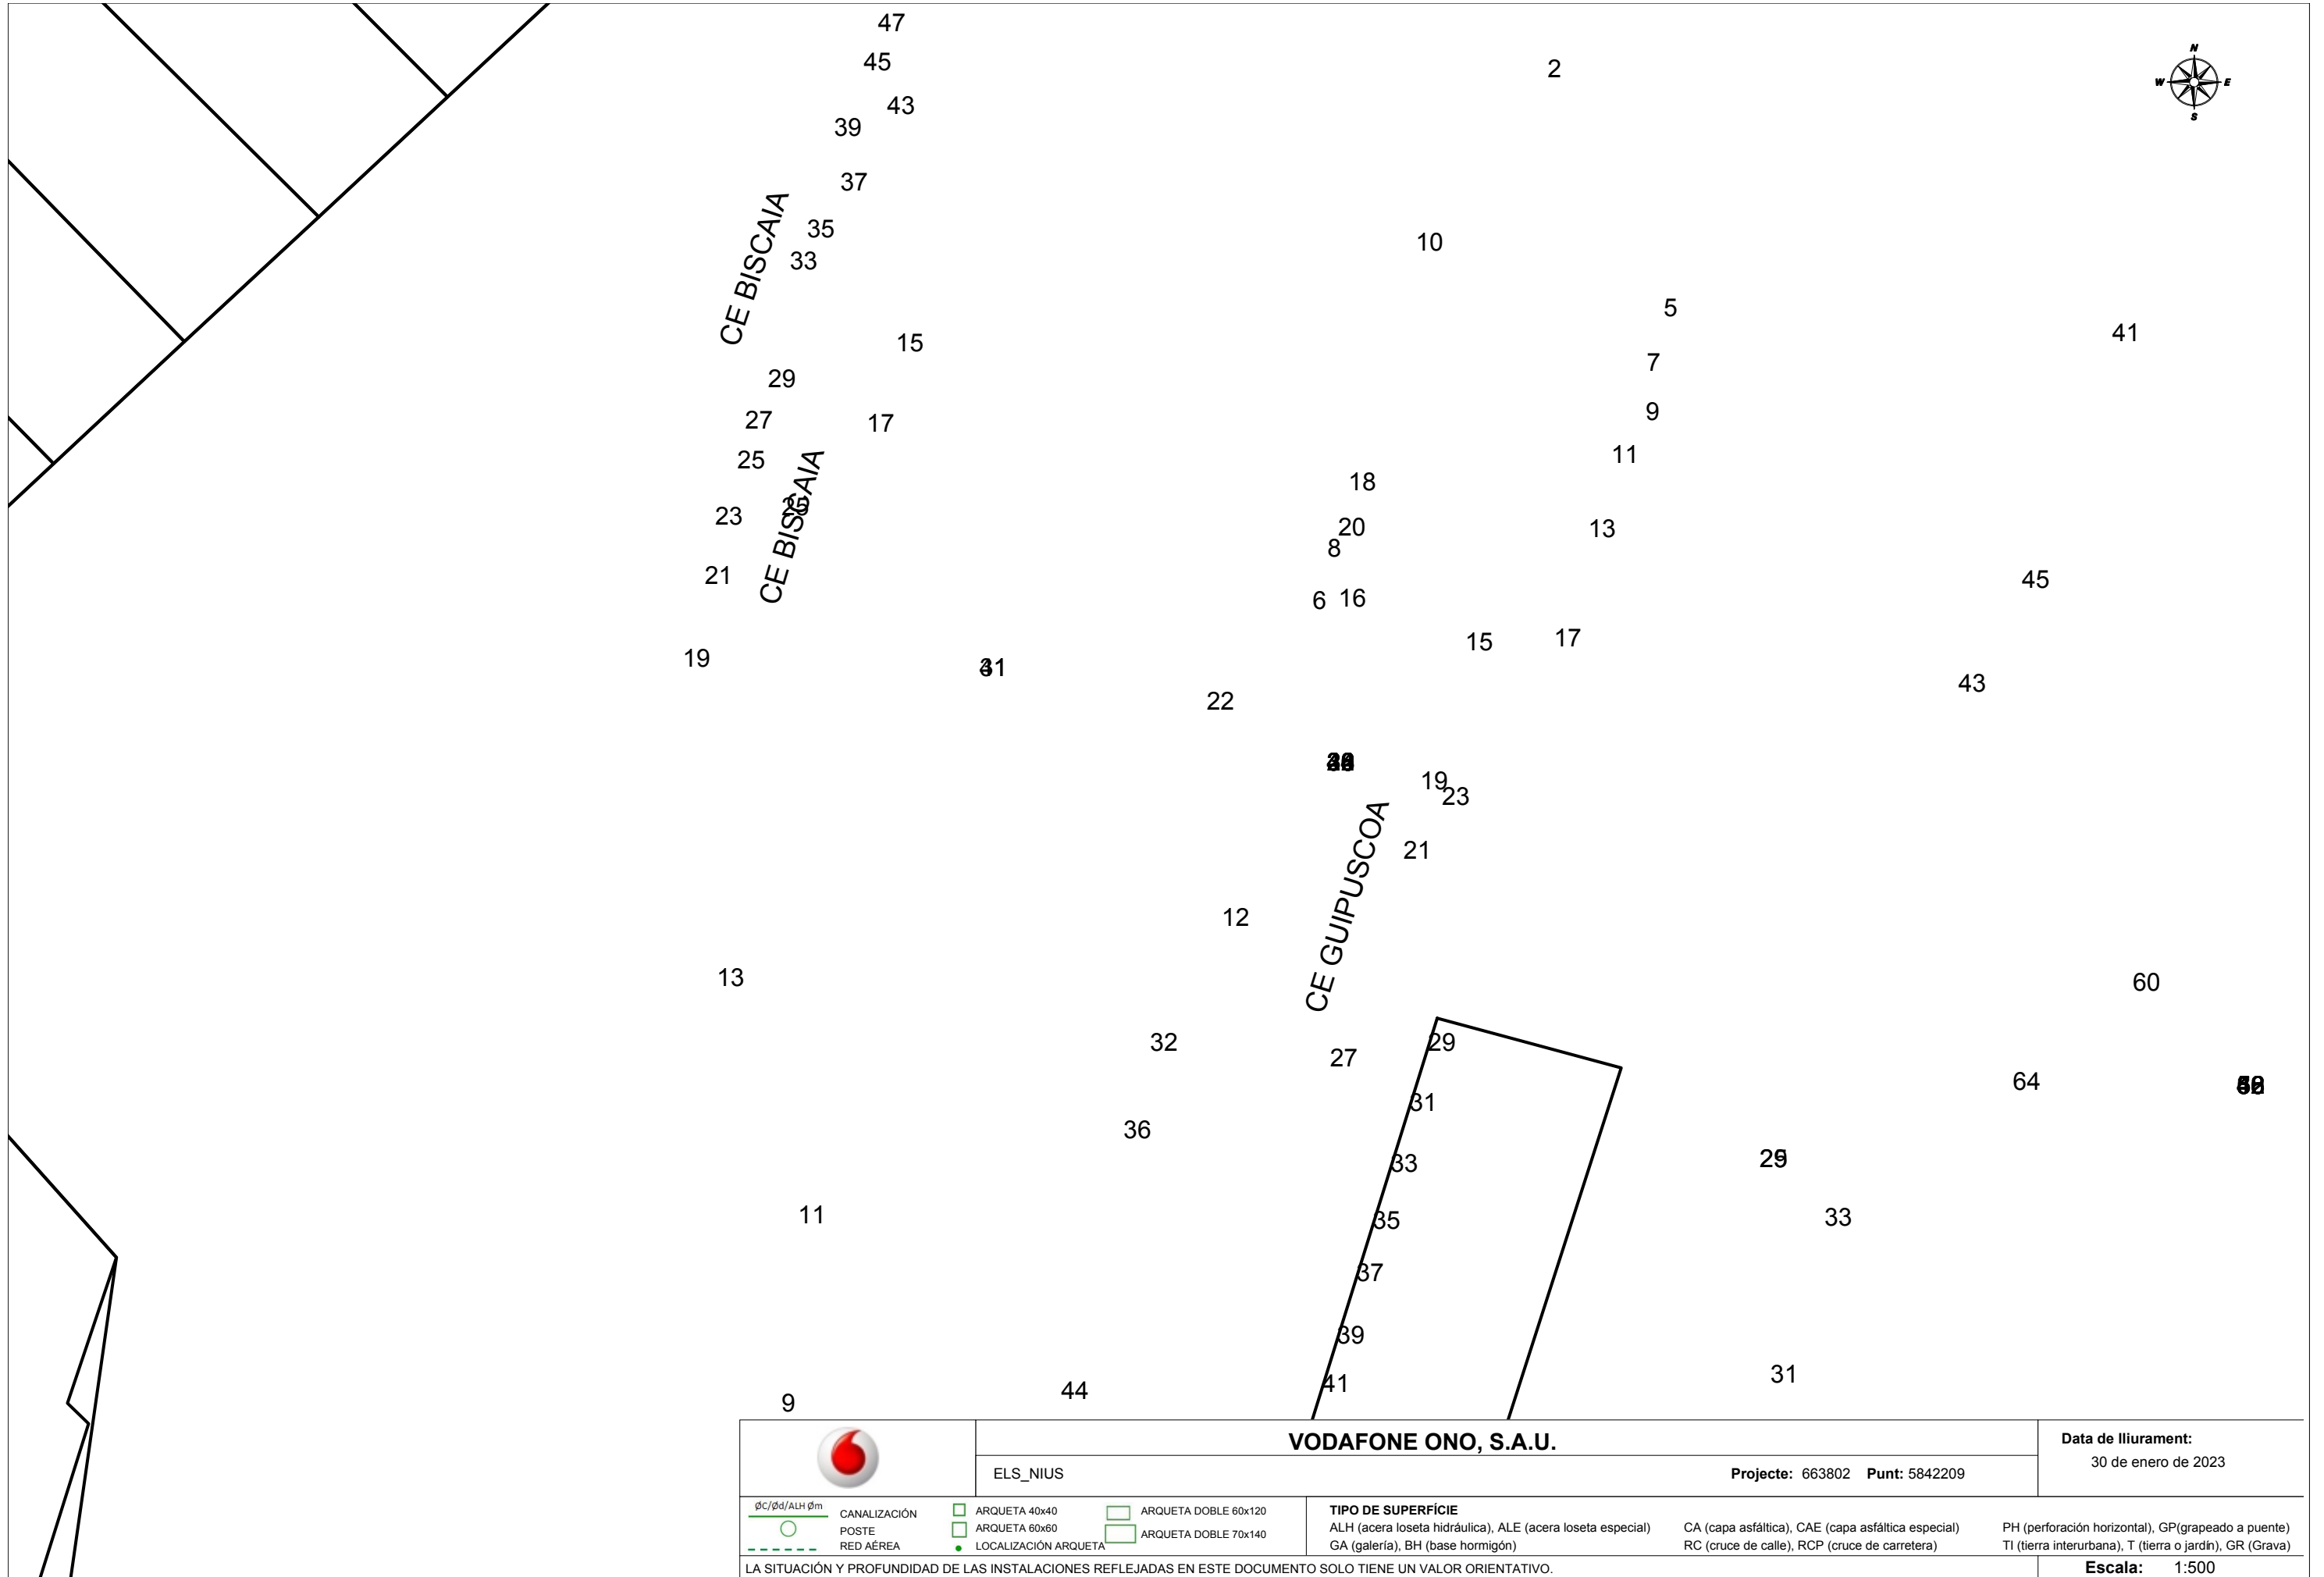 47
45
2
N
W E
S
43
39
37
CE BISCAIA
35
33
10
5
41
15
7
29
9
27
17
11
25
CE BISCAIA
18
23
20
13
8
21
45
6
16
15
17
19
43
22
19
23
CE GUIPUSCOA
21
12
13
60
32
29
27
64
31
36
33
11
35
33
37
39
31
41
44
9
VODAFONE ONO, S.A.U.
Data de lliurament:
30 de enero de 2023
ELS_NIUS
Projecte: 663802 Punt: 5842209
ØC/Ød/ALH Øm
CANALIZACIÓN
POSTE
RED AÉREA
ARQUETA 40x40
ARQUETA 60x60
LOCALIZACIÓN ARQUETA
ARQUETA DOBLE 60x120
ARQUETA DOBLE 70x140
TIPO DE SUPERFÍCIE
ALH (acera loseta hidráulica), ALE (acera loseta especial)
GA (galería), BH (base hormigón)
CA (capa asfáltica), CAE (capa asfáltica especial)
RC (cruce de calle), RCP (cruce de carretera)
PH (perforación horizontal), GP(grapeado a puente)
TI (tierra interurbana), T (tierra o jardín), GR (Grava)
LA SITUACIÓN Y PROFUNDIDAD DE LAS INSTALACIONES REFLEJADAS EN ESTE DOCUMENTO SOLO TIENE UN VALOR ORIENTATIVO.
Escala: 1:500